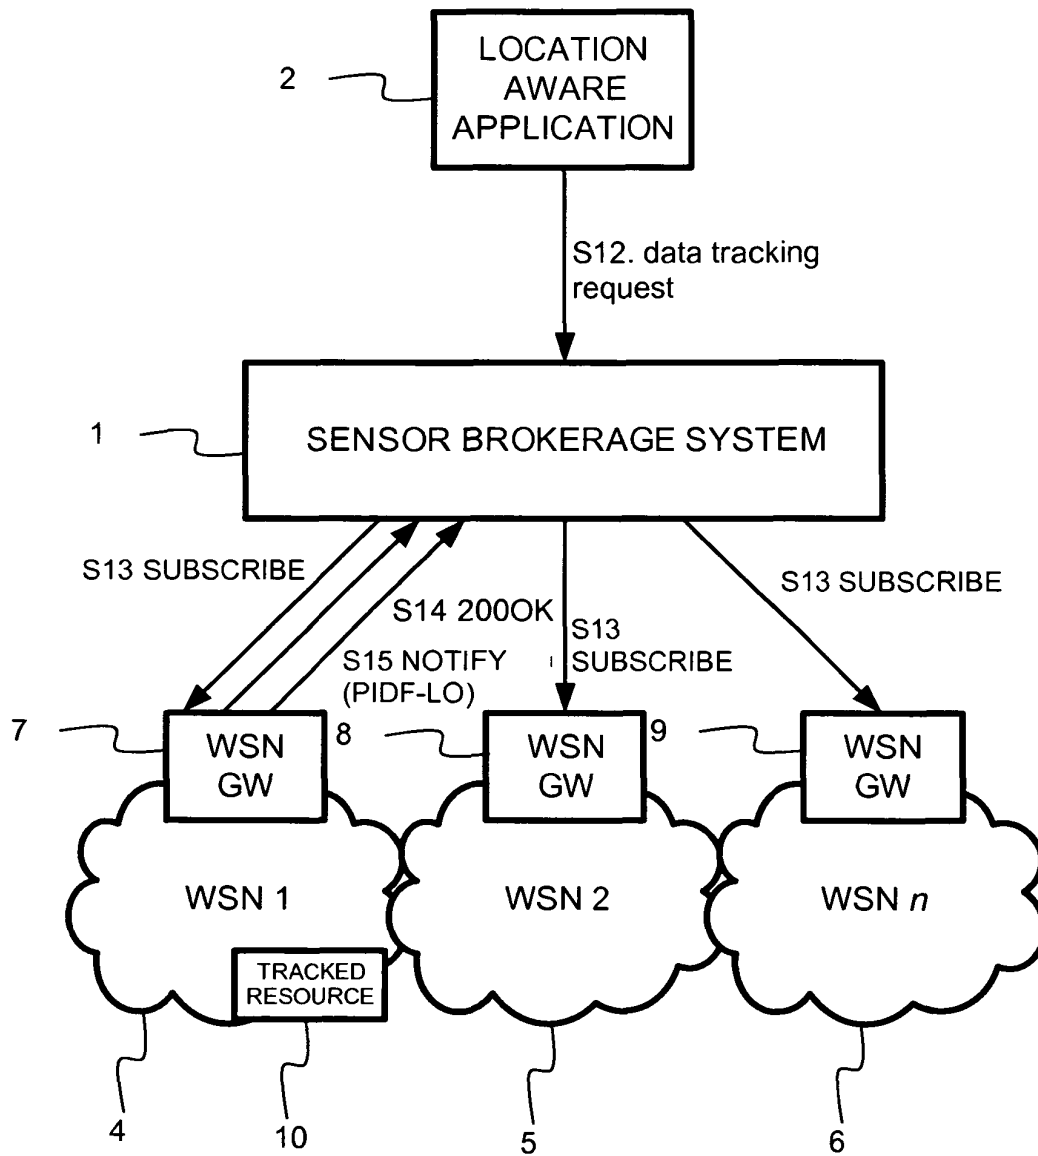 LOCATION
AWARE
APPLICATION
2
S12. data tracking
request
1
SENSOR BROKERAGE SYSTEM
S13 SUBSCRIBE
S14 200OK
S15 NOTIFY
(PIDF-LO)
S13
SUBSCRIBE
S13 SUBSCRIBE
7
WSN
GW
8
WSN
GW
9
WSN
GW
WSN 1
WSN 2
WSN n
TRACKED
RESOURCE
4
10
5
6